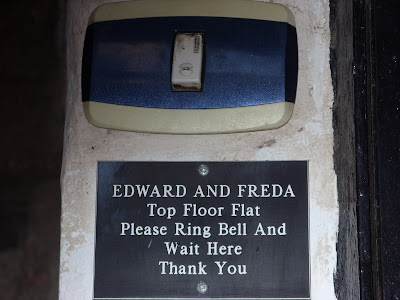 EDWARD AND FREDA
Top Floor Flat
Please Ring Bell And
Wait Here
Thank You